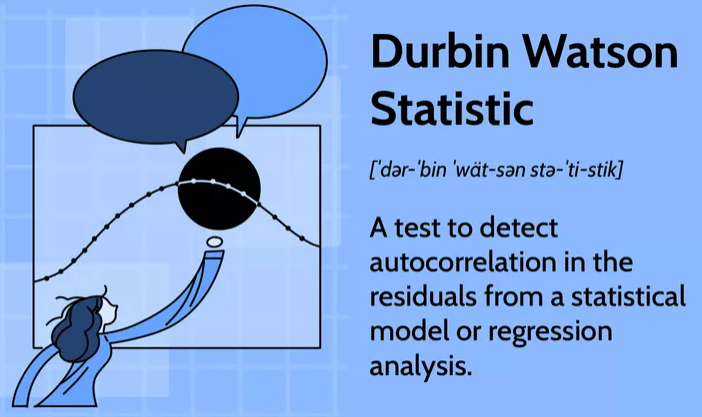 Durbin Watson
Statistic
[ˈdər-ˈbin ˈwät-sən stə-ˈti-stik]
A test to detect
autocorrelation in the
residuals from a statistical
model or regression
analysis.